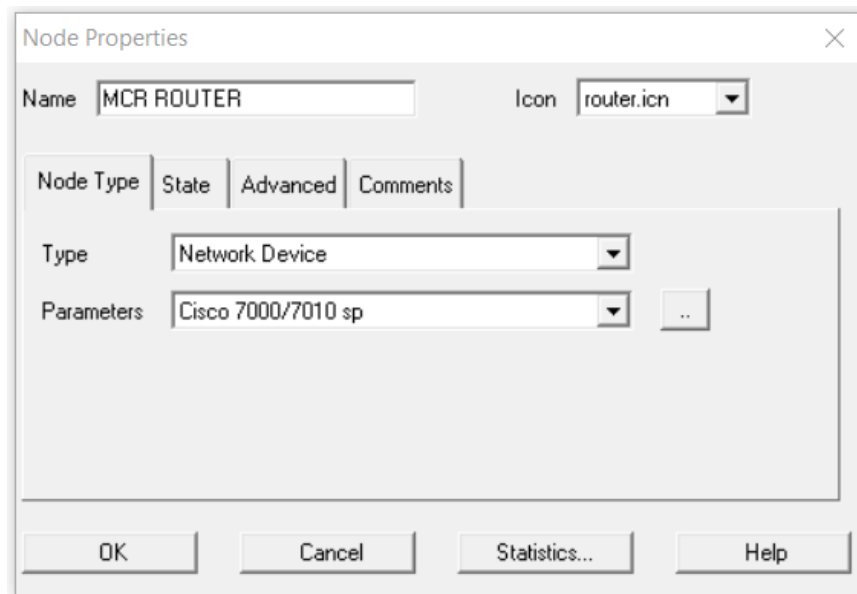 Node Properties
Name MCR ROUTER Icon router.icn
Node Type State Advanced Comments
Type Network Device
Parameters Cisco 7000/7010 sp ..
OK Cancel Statistics... Help